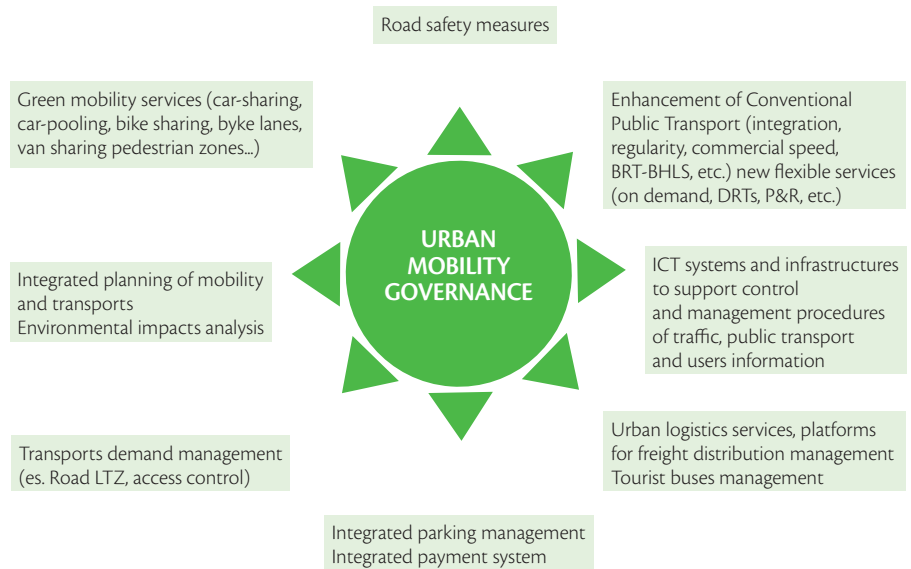 Road safety measures
Green mobility services (car-sharing,
car-pooling, bike sharing, byke lanes,
van sharing pedestrian zones...)
Enhancement of Conventional
Public Transport (integration,
regularity, commercial speed,
BRT-BHLS, etc.) new flexible services
(on demand, DRTs, P&R, etc.)
URBAN
MOBILITY
GOVERNANCE
Integrated planning of mobility
and transports
Environmental impacts analysis
ICT systems and infrastructures
to support control
and management procedures
of traffic, public transport
and users information
Transports demand management
(es. Road LTZ, access control)
Urban logistics services, platforms
for freight distribution management
Tourist buses management
Integrated parking management
Integrated payment system